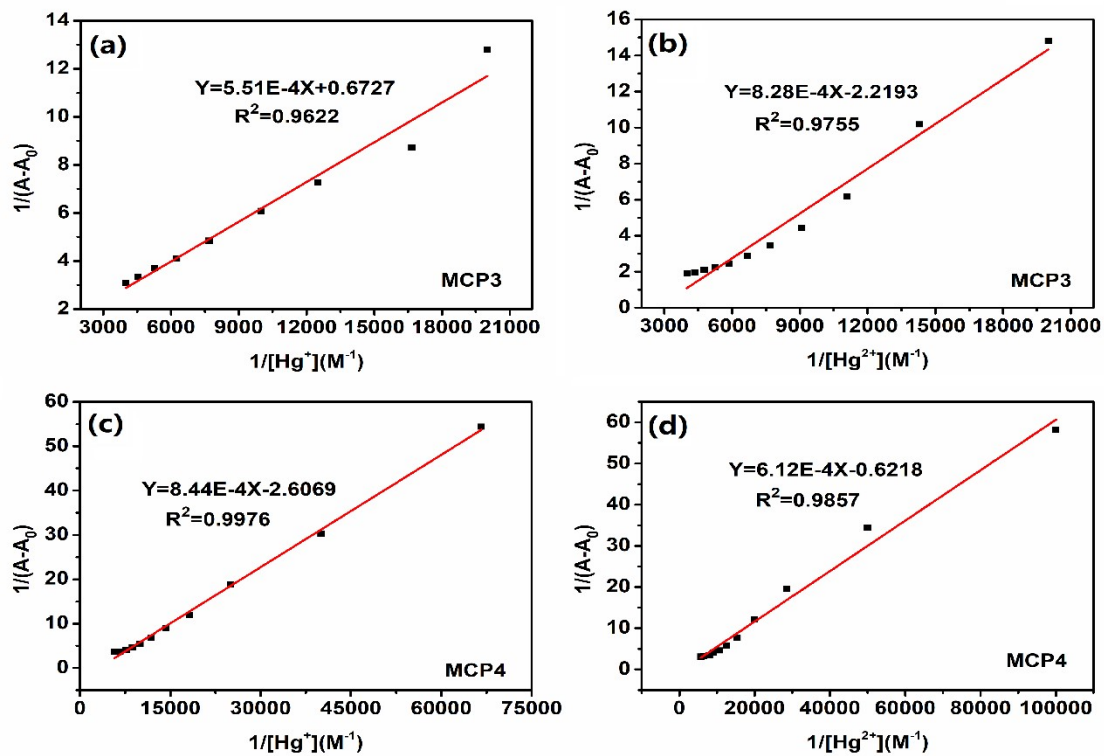 (a)
14
12
10
8
6
4
2
1/(A-A₀)
Y=5.51E-4X+0.6727
R²=0.9622
MCP3
3000 6000 9000 12000 15000 18000 21000
1/[Hg⁺](M⁻¹)
(b)
16
14
12
10
8
6
4
2
0
1/(A-A₀)
Y=8.28E-4X-2.2193
R²=0.9755
MCP3
3000 6000 9000 12000 15000 18000 21000
1/[Hg²⁺](M⁻¹)
(c)
60
50
40
30
20
10
0
1/(A-A₀)
Y=8.44E-4X-2.6069
R²=0.9976
MCP4
15000 30000 45000 60000 75000
1/[Hg⁺](M⁻¹)
(d)
60
50
40
30
20
10
0
1/(A-A₀)
Y=6.12E-4X-0.6218
R²=0.9857
MCP4
0 20000 40000 60000 80000 100000
1/[Hg²⁺](M⁻¹)